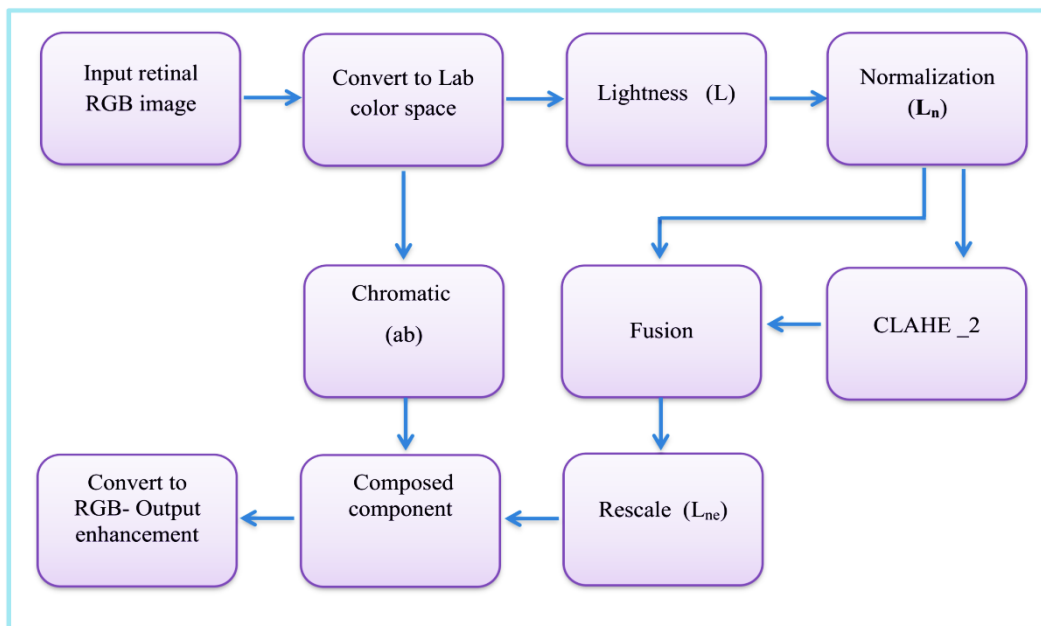 Input retinal
RGB image
Convert to Lab
color space
Lightness (L)
Normalization
(Ln)
Chromatic
(ab)
Fusion
CLAHE _2
Convert to
RGB- Output
enhancement
Composed
component
Rescale (Lne)